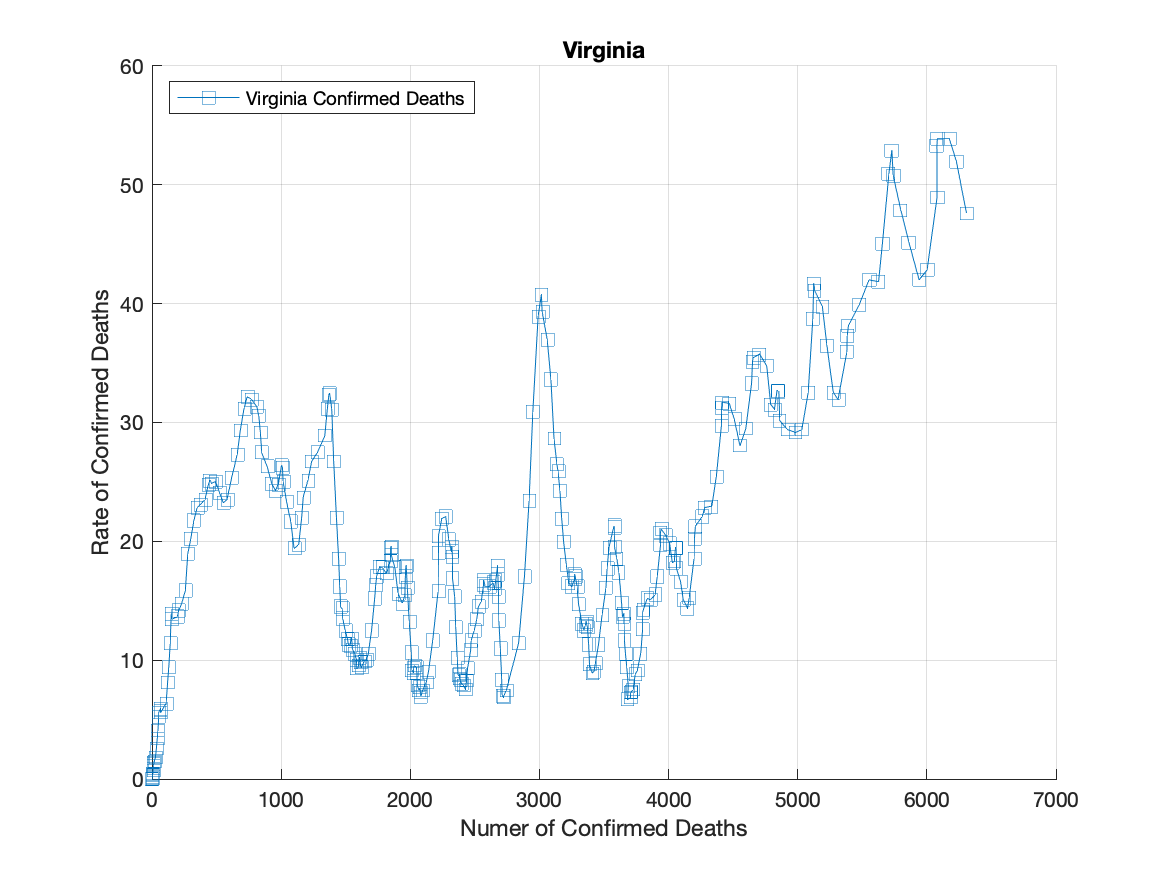 Virginia
Virginia Confirmed Deaths
Rate of Confirmed Deaths
60
50
40
30
20
10
0
0 1000 2000 3000 4000 5000 6000 7000
Numer of Confirmed Deaths